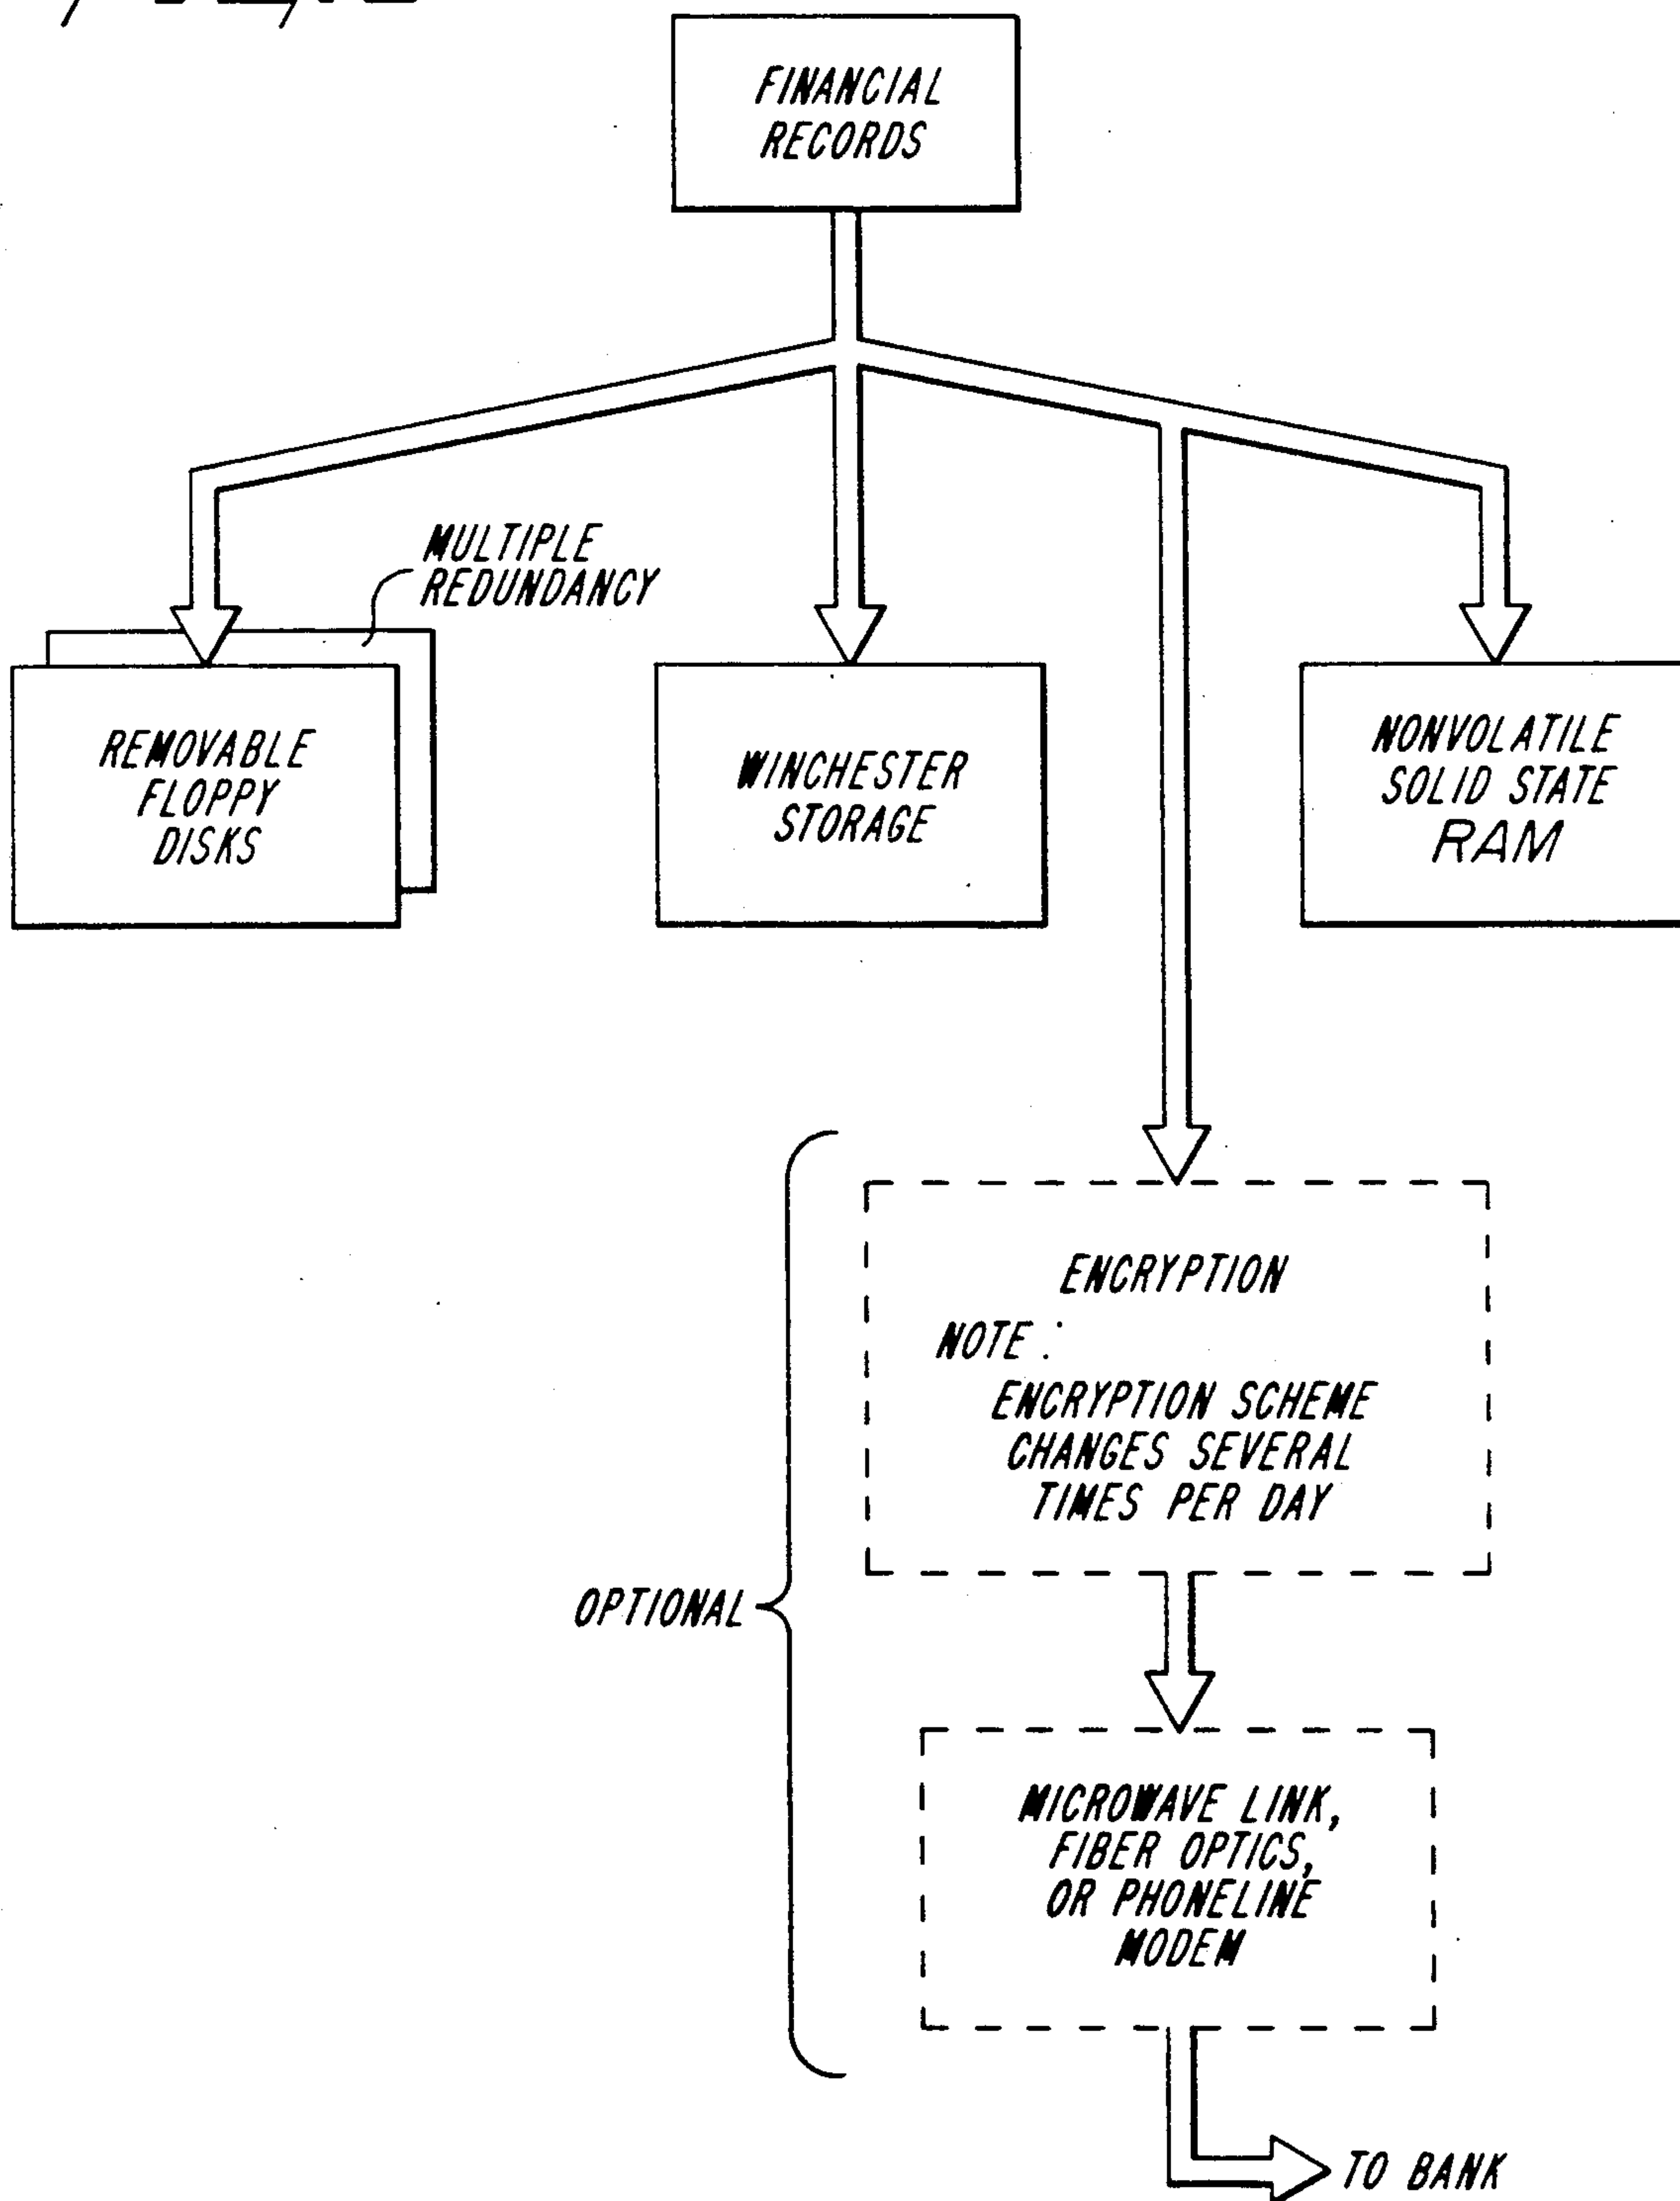 FINANCIAL
RECORDS
MULTIPLE
REDUNDANCY
REMOVABLE
FLOPPY
DISKS
WINCHESTER
STORAGE
NONVOLATILE
SOLID STATE
RAM
ENCRYPTION
NOTE :
ENCRYPTION SCHEME
CHANGES SEVERAL
TIMES PER DAY
OPTIONAL
MICROWAVE LINK,
FIBER OPTICS,
OR PHONELINE
MODEM
TO BANK